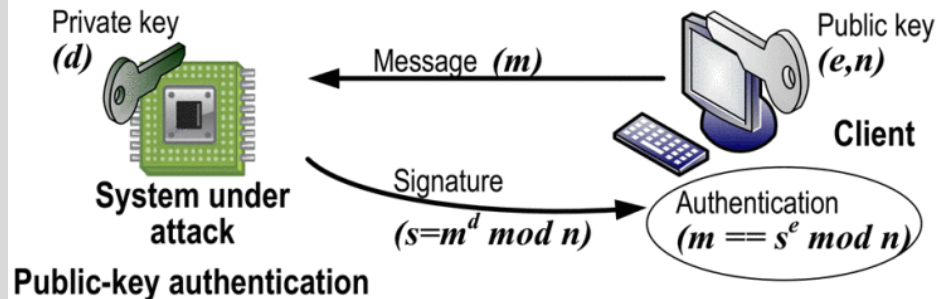 Private key
(d)
Message (m)
Public key
(e,n)
Client
System under
attack
Signature
(s=m^d mod n)
Authentication
(m == s^e mod n)
Public-key authentication